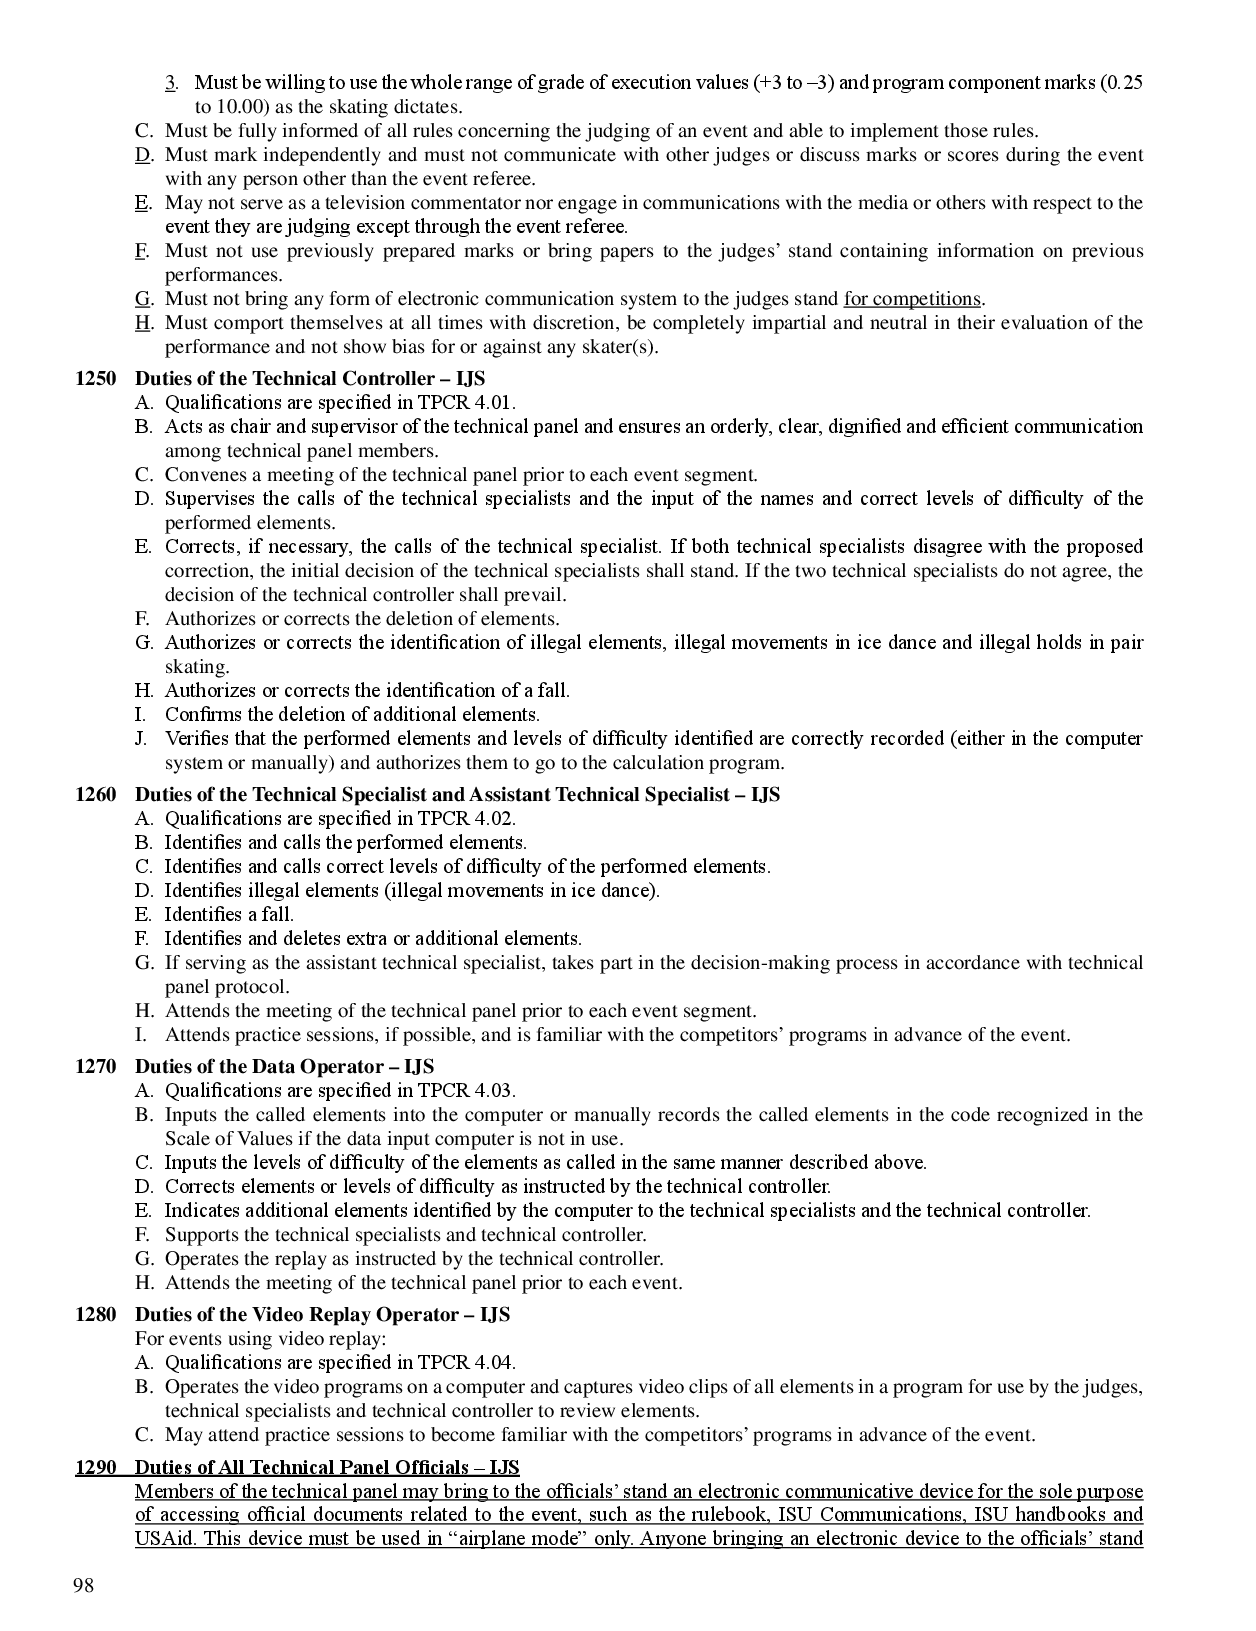 3. Must be willing to use the whole range of grade of execution values (+3 to –3) and program component marks (0.25
to 10.00) as the skating dictates.
C. Must be fully informed of all rules concerning the judging of an event and able to implement those rules.
D. Must mark independently and must not communicate with other judges or discuss marks or scores during the event
with any person other than the event referee.
E. May not serve as a television commentator nor engage in communications with the media or others with respect to the
event they are judging except through the event referee.
F. Must not use previously prepared marks or bring papers to the judges’ stand containing information on previous
performances.
G. Must not bring any form of electronic communication system to the judges stand for competitions.
H. Must comport themselves at all times with discretion, be completely impartial and neutral in their evaluation of the
performance and not show bias for or against any skater(s).
1250 Duties of the Technical Controller – IJS
A. Qualifications are specified in TPCR 4.01.
B. Acts as chair and supervisor of the technical panel and ensures an orderly, clear, dignified and efficient communication
among technical panel members.
C. Convenes a meeting of the technical panel prior to each event segment.
D. Supervises the calls of the technical specialists and the input of the names and correct levels of difficulty of the
performed elements.
E. Corrects, if necessary, the calls of the technical specialist. If both technical specialists disagree with the proposed
correction, the initial decision of the technical specialists shall stand. If the two technical specialists do not agree, the
decision of the technical controller shall prevail.
F. Authorizes or corrects the deletion of elements.
G. Authorizes or corrects the identification of illegal elements, illegal movements in ice dance and illegal holds in pair
skating.
H. Authorizes or corrects the identification of a fall.
I. Confirms the deletion of additional elements.
J. Verifies that the performed elements and levels of difficulty identified are correctly recorded (either in the computer
system or manually) and authorizes them to go to the calculation program.
1260 Duties of the Technical Specialist and Assistant Technical Specialist – IJS
A. Qualifications are specified in TPCR 4.02.
B. Identifies and calls the performed elements.
C. Identifies and calls correct levels of difficulty of the performed elements.
D. Identifies illegal elements (illegal movements in ice dance).
E. Identifies a fall.
F. Identifies and deletes extra or additional elements.
G. If serving as the assistant technical specialist, takes part in the decision-making process in accordance with technical
panel protocol.
H. Attends the meeting of the technical panel prior to each event segment.
I. Attends practice sessions, if possible, and is familiar with the competitors’ programs in advance of the event.
1270 Duties of the Data Operator – IJS
A. Qualifications are specified in TPCR 4.03.
B. Inputs the called elements into the computer or manually records the called elements in the code recognized in the
Scale of Values if the data input computer is not in use.
C. Inputs the levels of difficulty of the elements as called in the same manner described above.
D. Corrects elements or levels of difficulty as instructed by the technical controller.
E. Indicates additional elements identified by the computer to the technical specialists and the technical controller.
F. Supports the technical specialists and technical controller.
G. Operates the replay as instructed by the technical controller.
H. Attends the meeting of the technical panel prior to each event.
1280 Duties of the Video Replay Operator – IJS
For events using video replay:
A. Qualifications are specified in TPCR 4.04.
B. Operates the video programs on a computer and captures video clips of all elements in a program for use by the judges,
technical specialists and technical controller to review elements.
C. May attend practice sessions to become familiar with the competitors’ programs in advance of the event.
1290 Duties of All Technical Panel Officials – IJS
Members of the technical panel may bring to the officials’ stand an electronic communicative device for the sole purpose
of accessing official documents related to the event, such as the rulebook, ISU Communications, ISU handbooks and
USAid. This device must be used in “airplane mode” only. Anyone bringing an electronic device to the officials’ stand
98